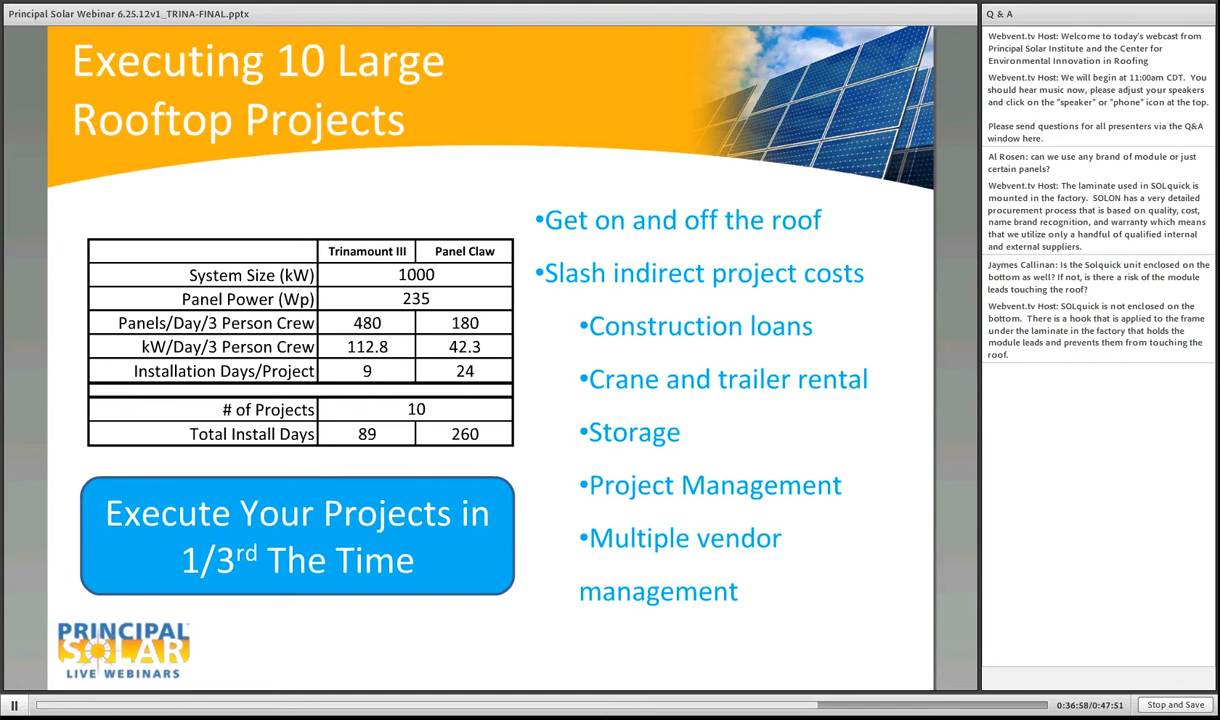 Principal Solar Webinar 6.25.12v1_TRINA-FINAL.pptx
Executing 10 Large
Rooftop Projects
Trinamount III Panel Claw
System Size (kW) 1000
Panel Power (Wp) 235
Panels/Day/3 Person Crew 480 180
kW/Day/3 Person Crew 112.8 42.3
Installation Days/Project 9 24
# of Projects 10
Total Install Days 89 260
Execute Your Projects in
1/3rd The Time
•Get on and off the roof
•Slash indirect project costs
•Construction loans
•Crane and trailer rental
•Storage
•Project Management
•Multiple vendor
management
PRINCIPAL
SOLAR
LIVE WEBINARS
Q & A
Webvent.tv Host: Welcome to today's webcast from
Principal Solar Institute and the Center for
Environmental Innovation in Roofing
Webvent.tv Host: We will begin at 11:00am CDT. You
should hear music now, please adjust your speakers
and click on the "speaker" or "phone" icon at the top.
Please send questions for all presenters via the Q&A
window here.
Al Rosen: can we use any brand of module or just
certain panels?
Webvent.tv Host: The laminate used in SOLquick is
mounted in the factory. SOLON has a very detailed
procurement process that is based on quality, cost,
name brand recognition, and warranty which means
that we utilize only a handful of qualified internal
and external suppliers.
Jaymes Callinan: Is the Solquick unit enclosed on the
bottom as well? If not, is there a risk of the module
leads touching the roof?
Webvent.tv Host: SOLquick is not enclosed on the
bottom. There is a hook that is applied to the frame
under the laminate in the factory that holds the
module leads and prevents them from touching the
roof.
0:36:58/0:47:51
Stop and Save